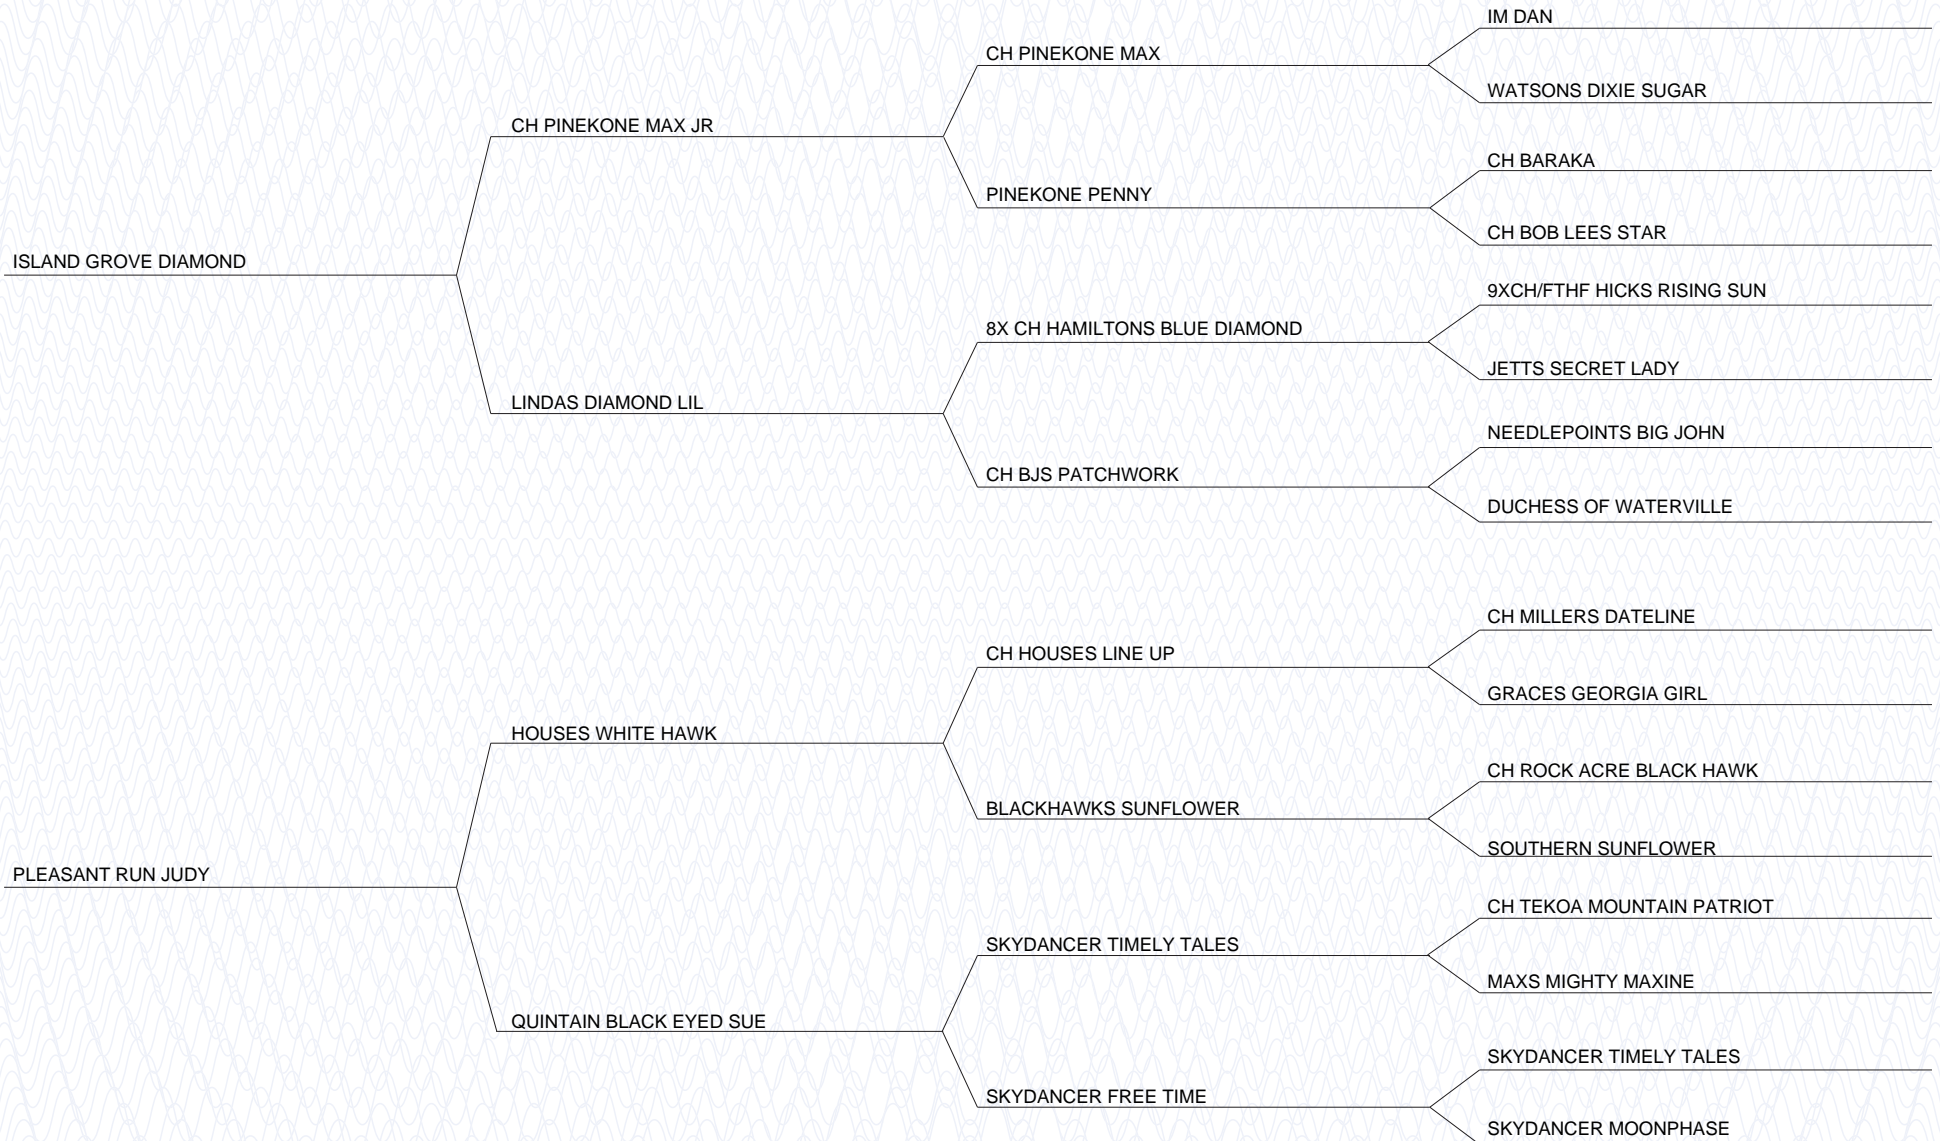 IM DAN
CH PINEKONE MAX
WATSONS DIXIE SUGAR
CH PINEKONE MAX JR
CH BARAKA
PINEKONE PENNY
CH BOB LEES STAR
ISLAND GROVE DIAMOND
9XCH/FTHF HICKS RISING SUN
8X CH HAMILTONS BLUE DIAMOND
JETTS SECRET LADY
LINDAS DIAMOND LIL
NEEDLEPOINTS BIG JOHN
CH BJS PATCHWORK
DUCHESS OF WATERVILLE
CH MILLERS DATELINE
CH HOUSES LINE UP
GRACES GEORGIA GIRL
HOUSES WHITE HAWK
CH ROCK ACRE BLACK HAWK
BLACKHAWKS SUNFLOWER
SOUTHERN SUNFLOWER
PLEASANT RUN JUDY
CH TEKOA MOUNTAIN PATRIOT
SKYDANCER TIMELY TALES
MAXS MIGHTY MAXINE
QUINTAIN BLACK EYED SUE
SKYDANCER TIMELY TALES
SKYDANCER FREE TIME
SKYDANCER MOONPHASE